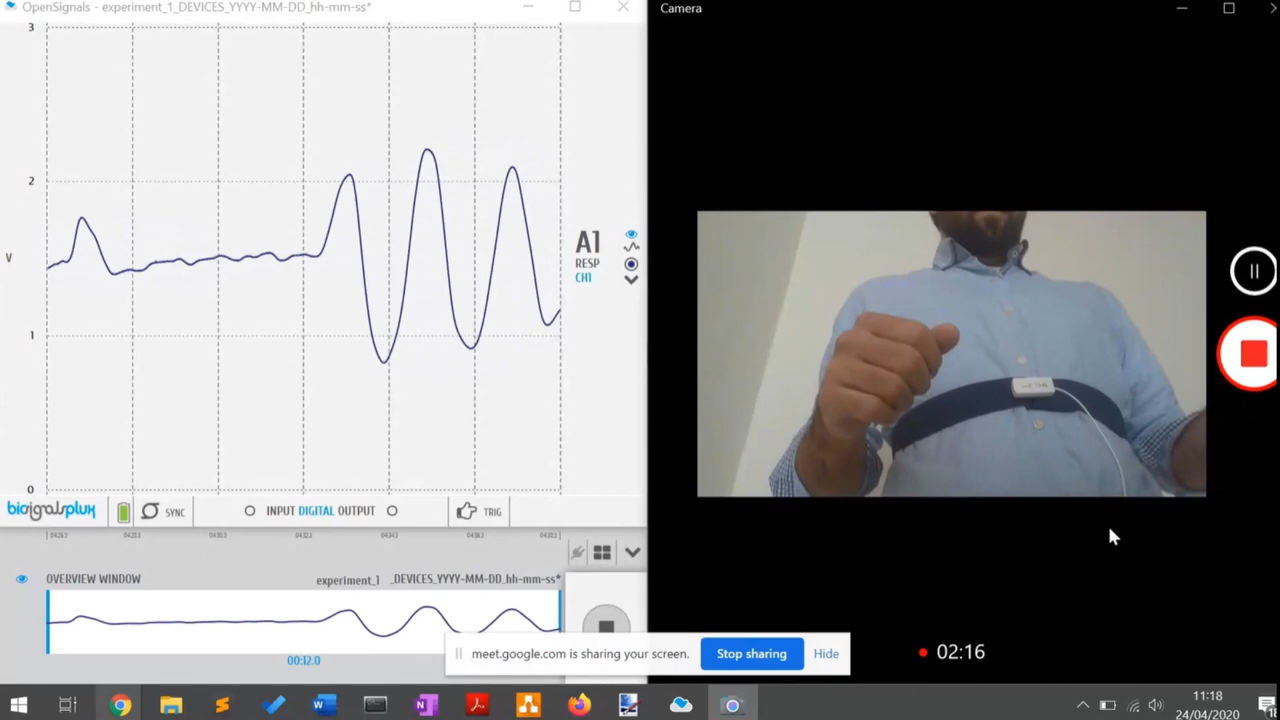 OpenSignals - experiment_1_DEVICES_YYYY-MM-DD_hh-mm-ss*
Camera
3
2
V
1
0
A1
RESP
CH1
biosignalsplux
SYNC
INPUT DIGITAL OUTPUT
TRIG
OVERVIEW WINDOW
experiment_1 _DEVICES_YYYY-MM-DD_hh-mm-ss*
00:12.0
meet.google.com is sharing your screen.
Stop sharing
Hide
02:16
11:18
24/04/2020